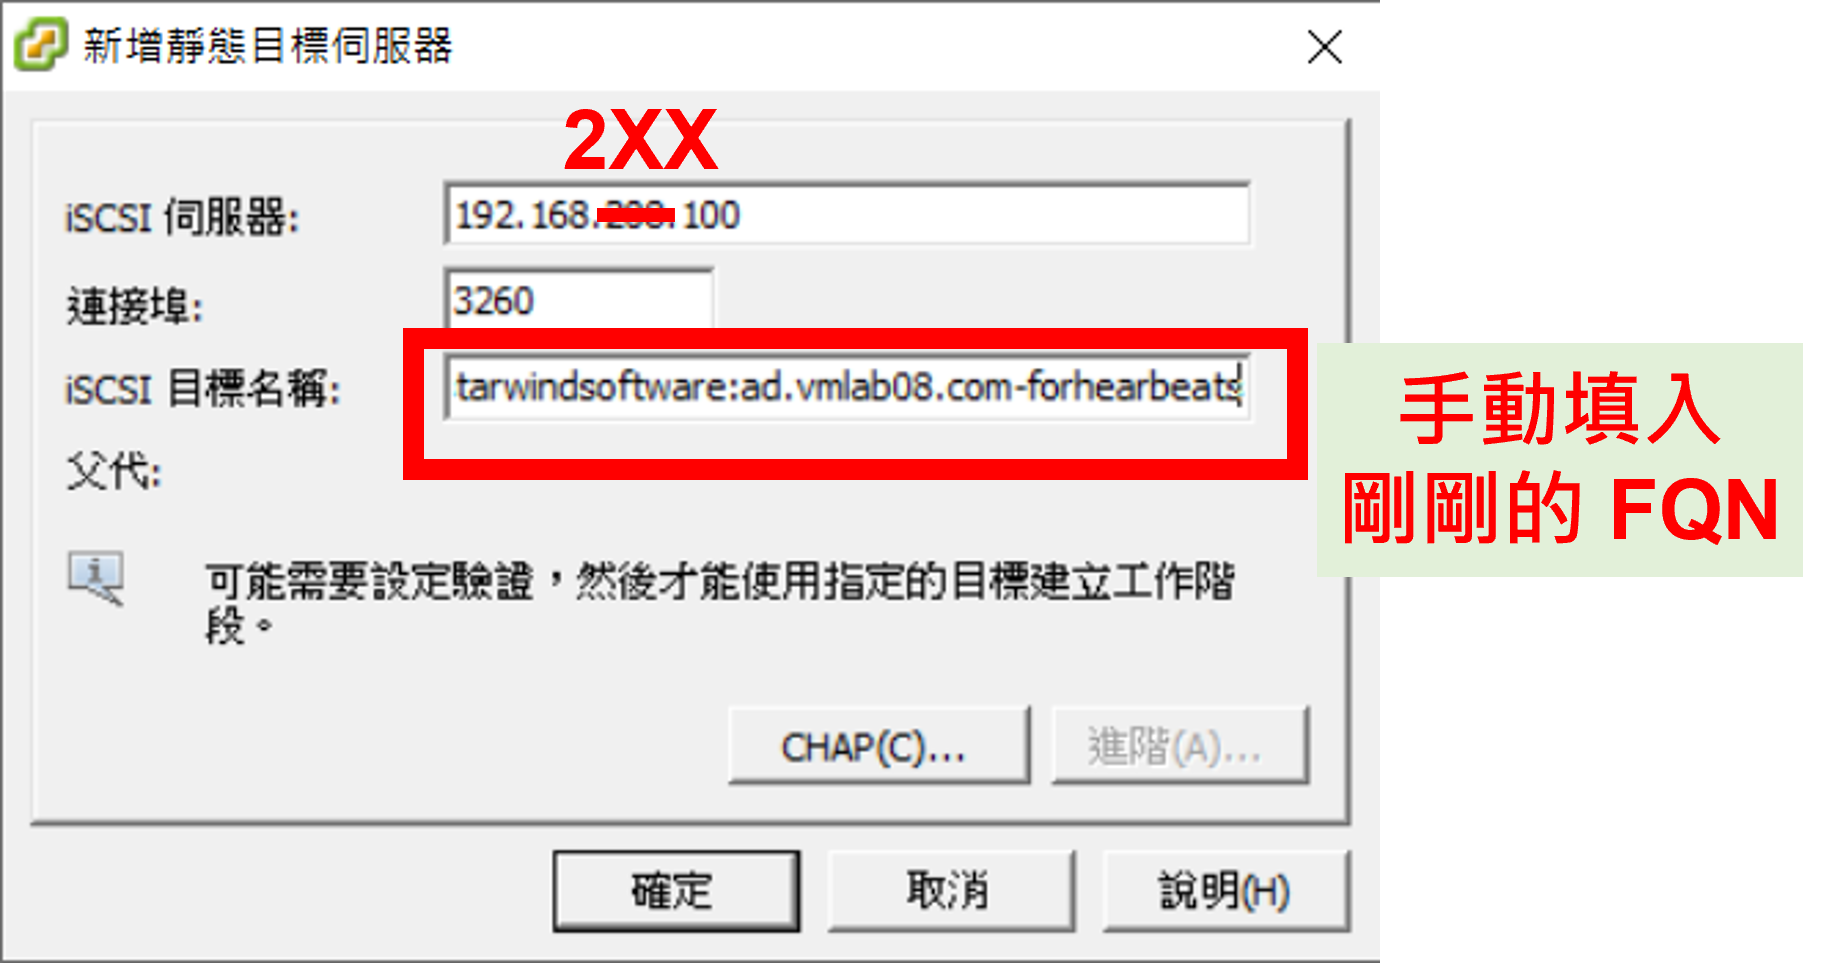 新增靜態目標伺服器
2XX
iSCSI 伺服器:
192.168.208.100
連接埠:
3260
iSCSI 目標名稱:
tarwindsoftware:ad.vmlab08.com-forhearbeats
手動填入
剛剛的 FQN
父代:
可能需要設定驗證，然後才能使用指定的目標建立工作階
段。
CHAP(C)...
進階(A)...
確定
取消
說明(H)